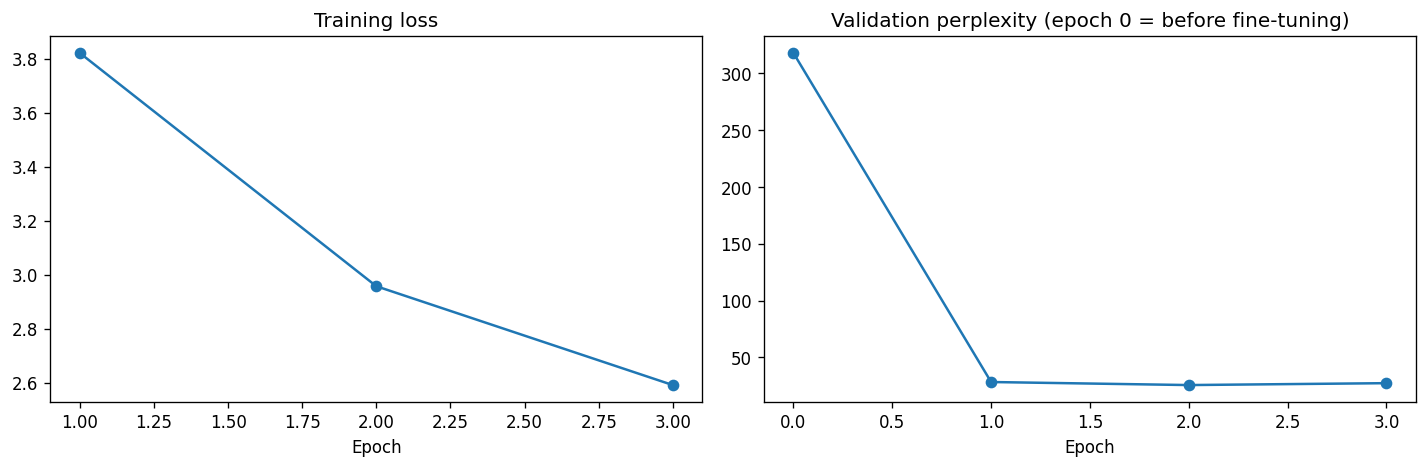 Training loss
3.8
3.6
3.4
3.2
3.0
2.8
2.6
1.00 1.25 1.50 1.75 2.00 2.25 2.50 2.75 3.00
Epoch
Validation perplexity (epoch 0 = before fine-tuning)
300
250
200
150
100
50
0.0 0.5 1.0 1.5 2.0 2.5 3.0
Epoch